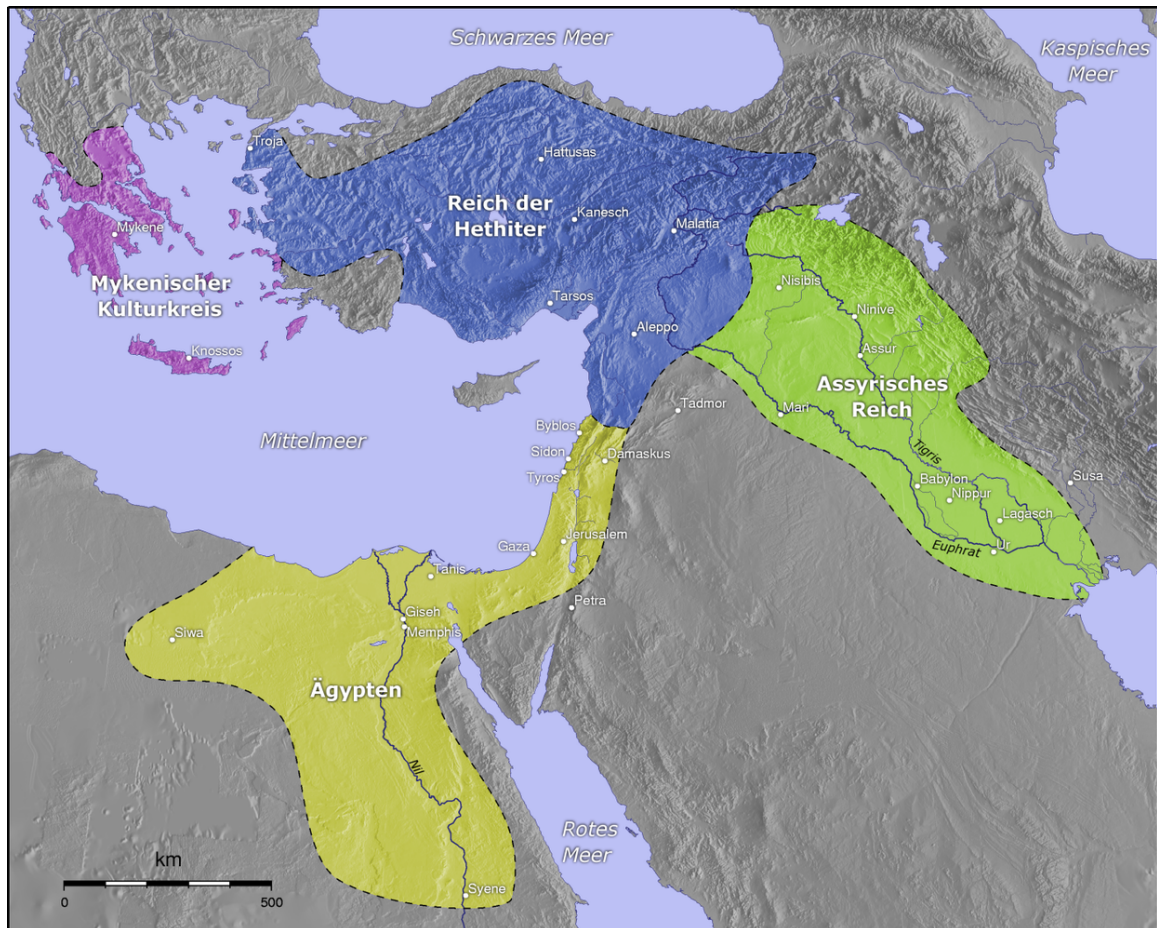 Schwarzes Meer
Kaspisches
Meer
Troja
Hattusas
Reich der
Hethiter
Kanesch
Malatia
Mykene
Mykenischer
Kulturkreis
Tarsos
Nisibis
Ninive
Aleppo
Knossos
Assur
Assyrisches
Reich
Tadmor
Mari
Mittelmeer
Byblos
Sidon
Damaskus
Tyros
Tigris
Susa
Babylon
Nippur
Lagasch
Euphrat
Ur
Gaza
Jerusalem
Tanis
Petra
Giseh
Memphis
Siwa
Ägypten
Nil
Rotes
Meer
km
0
500
Syene